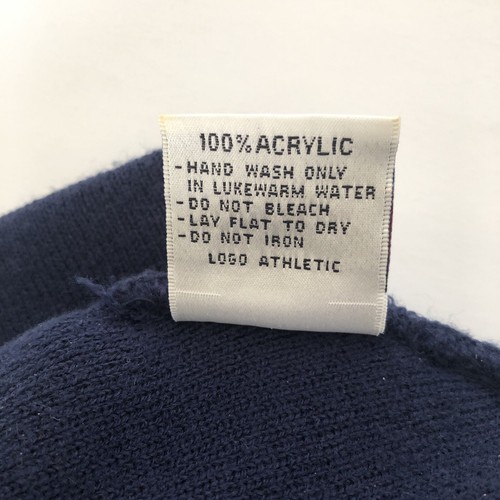 100% ACRYLIC
-HAND WASH ONLY
IN LUKEWARM WATER
-DO NOT BLEACH
-LAY FLAT TO DRY
-DO NOT IRON
LOGO ATHLETIC